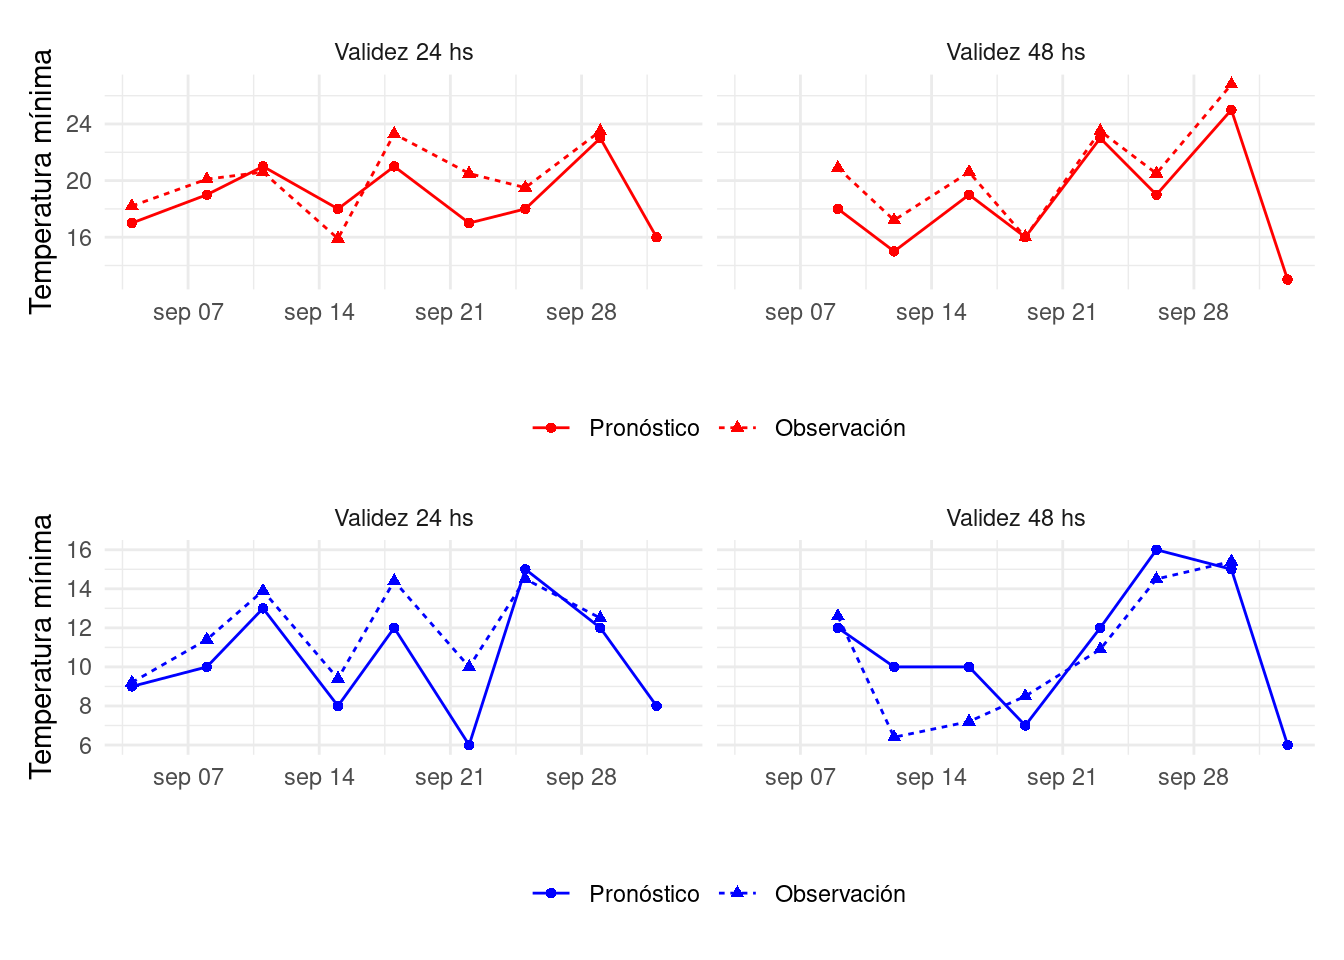 Validez 24 hs Validez 48 hs
Temperatura mínima
24
20
16
sep 07 sep 14 sep 21 sep 28 sep 07 sep 14 sep 21 sep 28
Pronóstico Observación
Validez 24 hs Validez 48 hs
Temperatura mínima
16
14
12
10
8
6
sep 07 sep 14 sep 21 sep 28 sep 07 sep 14 sep 21 sep 28
Pronóstico Observación